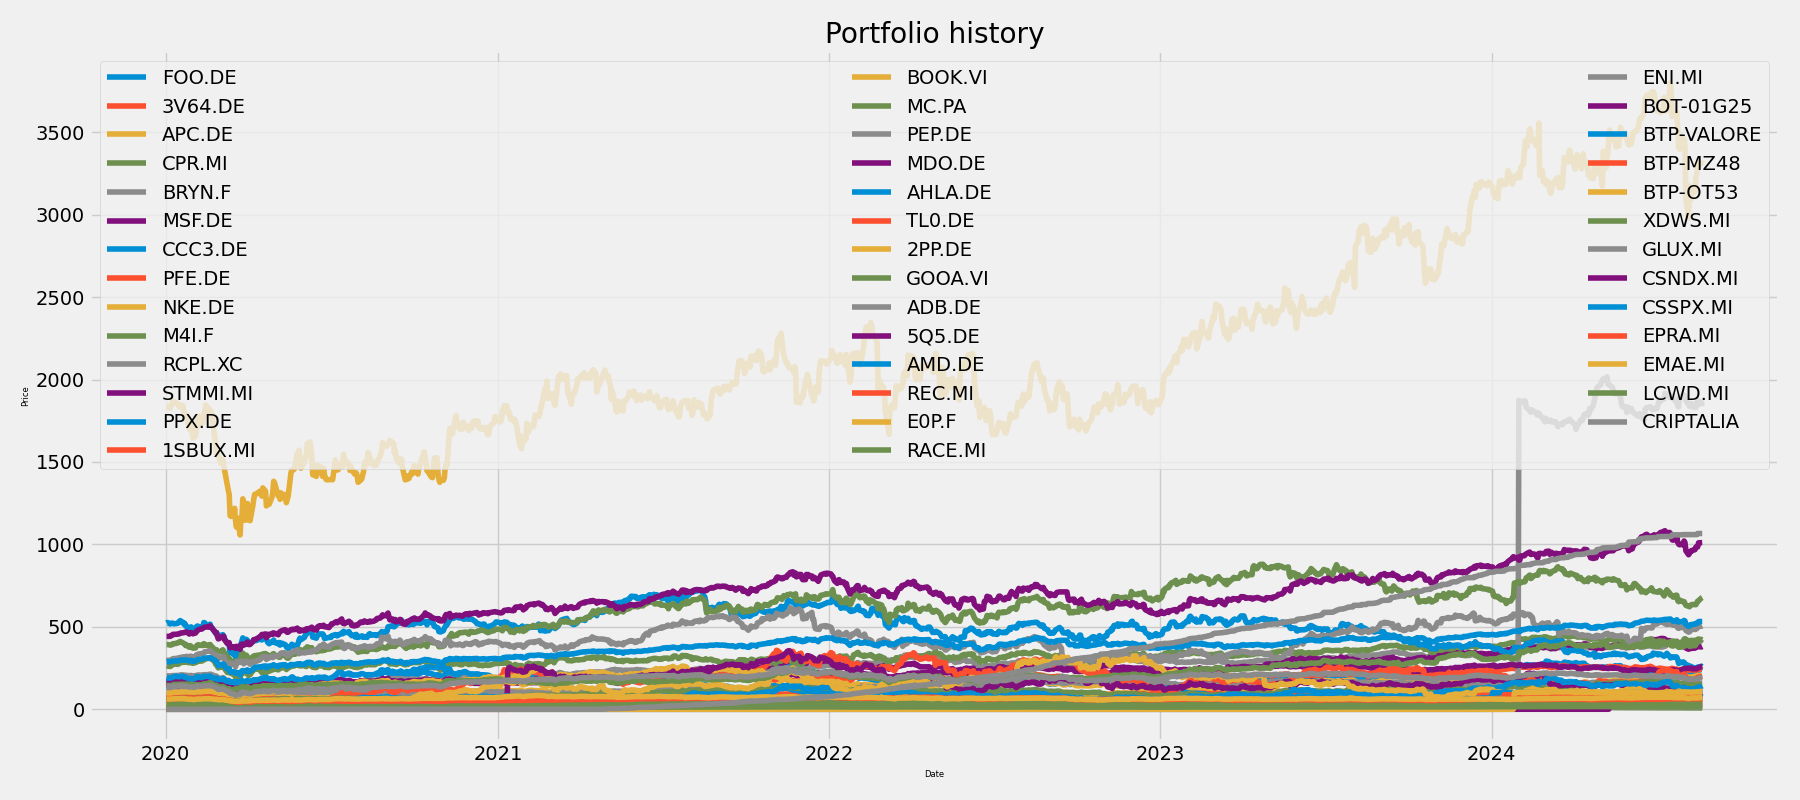 Portfolio history
FOO.DE
3V64.DE
APC.DE
CPR.MI
BRYN.F
MSF.DE
CCC3.DE
PFE.DE
NKE.DE
M4I.F
RCPL.XC
STMMI.MI
PPX.DE
1SBUX.MI
BOOK.VI
MC.PA
PEP.DE
MDO.DE
AHLA.DE
TL0.DE
2PP.DE
GOOA.VI
ADB.DE
5Q5.DE
AMD.DE
REC.MI
E0P.F
RACE.MI
ENI.MI
BOT-01G25
BTP-VALORE
BTP-MZ48
BTP-OT53
XDWS.MI
GLUX.MI
CSNDX.MI
CSSPX.MI
EPRA.MI
EMAE.MI
LCWD.MI
CRIPTALIA
3500
3000
2500
2000
1500
1000
500
0
Price
2020
2021
2022
2023
2024
Date